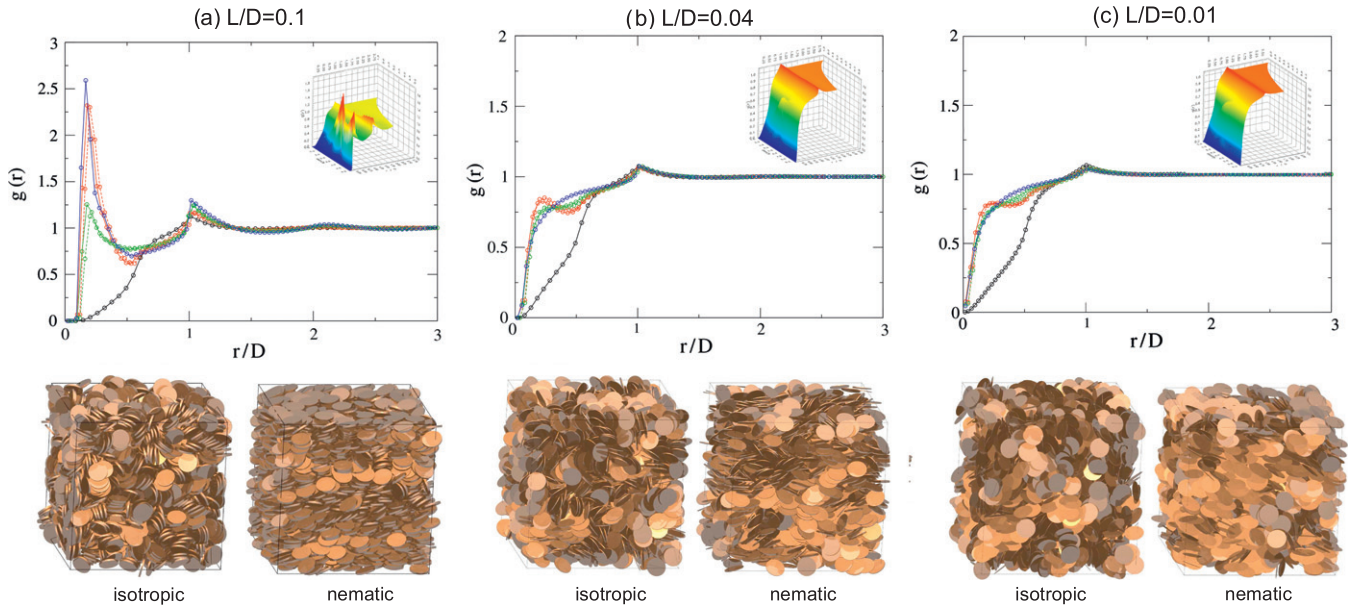 (a) L/D=0.1
(b) L/D=0.04
(c) L/D=0.01
3
2.5
2
1.5
1
0.5
0
g (r)
0
1
2
3
r/D
2
1.5
1
0.5
0
g (r)
0
1
2
3
r/D
2
1.5
1
0.5
0
g (r)
0
1
2
3
r/D
isotropic
nematic
isotropic
nematic
isotropic
nematic